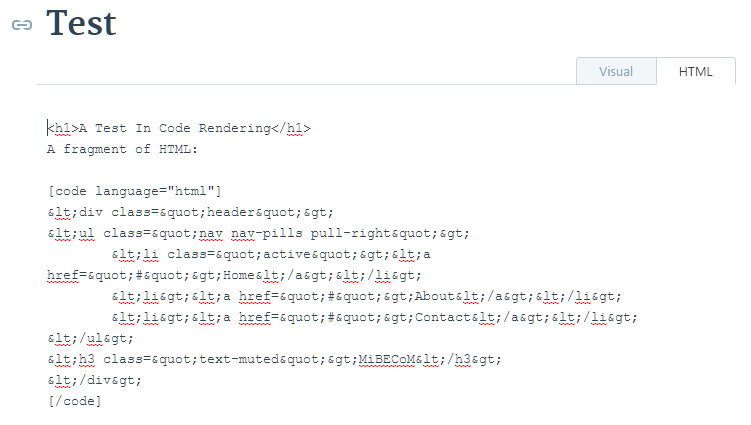 Test
Visual HTML
<h1>A Test In Code Rendering</h1>
A fragment of HTML:
[code language="html"]
&lt;div class=&quot;header&quot;&gt;
&lt;ul class=&quot;nav nav-pills pull-right&quot;&gt;
&lt;li class=&quot;active&quot;&gt;&lt;a
href=&quot;#&quot;&gt;Home&lt;/a&gt;&lt;/li&gt;
&lt;li&gt;&lt;a href=&quot;#&quot;&gt;About&lt;/a&gt;&lt;/li&gt;
&lt;li&gt;&lt;a href=&quot;#&quot;&gt;Contact&lt;/a&gt;&lt;/li&gt;
&lt;/ul&gt;
&lt;h3 class=&quot;text-muted&quot;&gt;MiBECoM&lt;/h3&gt;
&lt;/div&gt;
[/code]